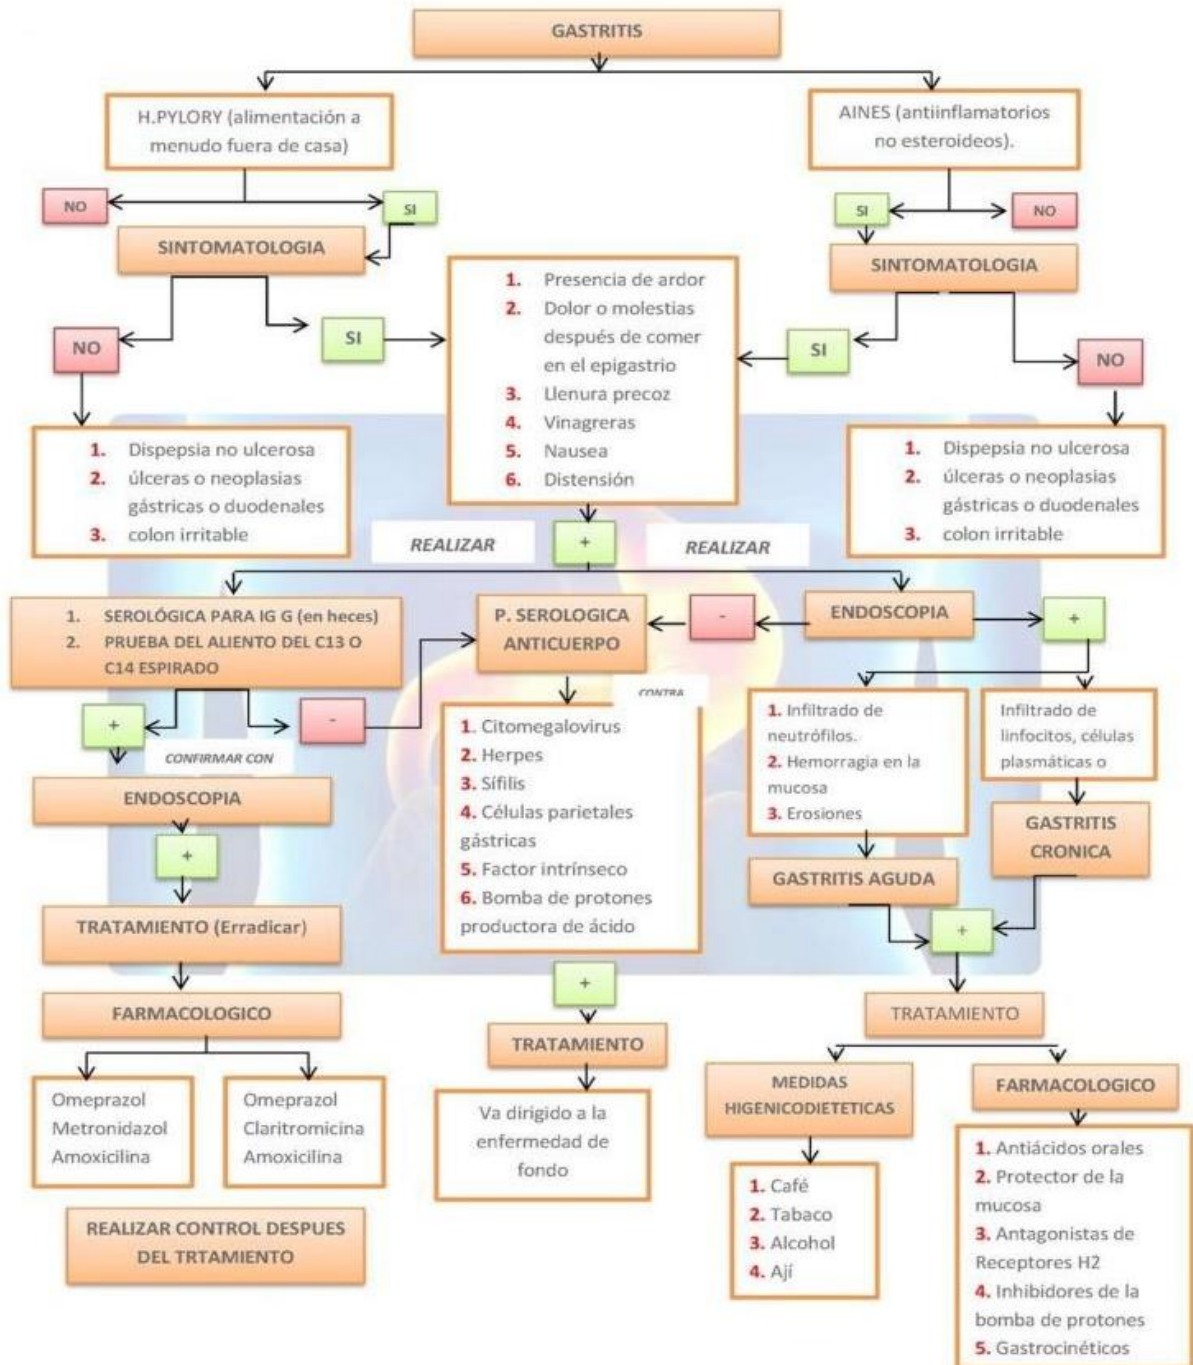 GASTRITIS
H.PYLORY (alimentación a
menudo fuera de casa)
AINES (antiinflamatorios
no esteroideos).
NO
SI
SI
NO
SINTOMATOLOGIA
SINTOMATOLOGIA
1. Presencia de ardor
2. Dolor o molestias
después de comer
en el epigastrio
3. Llenura precoz
4. Vinagreras
5. Nausea
6. Distensión
NO
SI
SI
NO
1. Dispepsia no ulcerosa
2. úlceras o neoplasias
gástricas o duodenales
3. colon irritable
1. Dispepsia no ulcerosa
2. úlceras o neoplasias
gástricas o duodenales
3. colon irritable
REALIZAR
+
REALIZAR
1. SEROLÓGICA PARA IG G (en heces)
2. PRUEBA DEL ALIENTO DEL C13 O
C14 ESPIRADO
P. SEROLOGICA
ANTICUERPO
-
ENDOSCOPIA
+
+
-
CONFIRMAR CON
CONTRA
1. Citomegalovirus
2. Herpes
3. Sífilis
4. Células parietales
gástricas
5. Factor intrínseco
6. Bomba de protones
productora de ácido
1. Infiltrado de
neutrófilos.
2. Hemorragia en la
mucosa
3. Erosiones
Infiltrado de
linfocitos, células
plasmáticas o
ENDOSCOPIA
+
GASTRITIS
CRONICA
GASTRITIS AGUDA
+
TRATAMIENTO (Erradicar)
FARMACOLOGICO
Omeprazol
Metronidazol
Amoxicilina
Omeprazol
Claritromicina
Amoxicilina
REALIZAR CONTROL DESPUES
DEL TRTAMIENTO
+
TRATAMIENTO
Va dirigido a la
enfermedad de
fondo
TRATAMIENTO
MEDIDAS
HIGENICODIETETICAS
FARMACOLOGICO
1. Café
2. Tabaco
3. Alcohol
4. Ají
1. Antiácidos orales
2. Protector de la
mucosa
3. Antagonistas de
Receptores H2
4. Inhibidores de la
bomba de protones
5. Gastrocinéticos